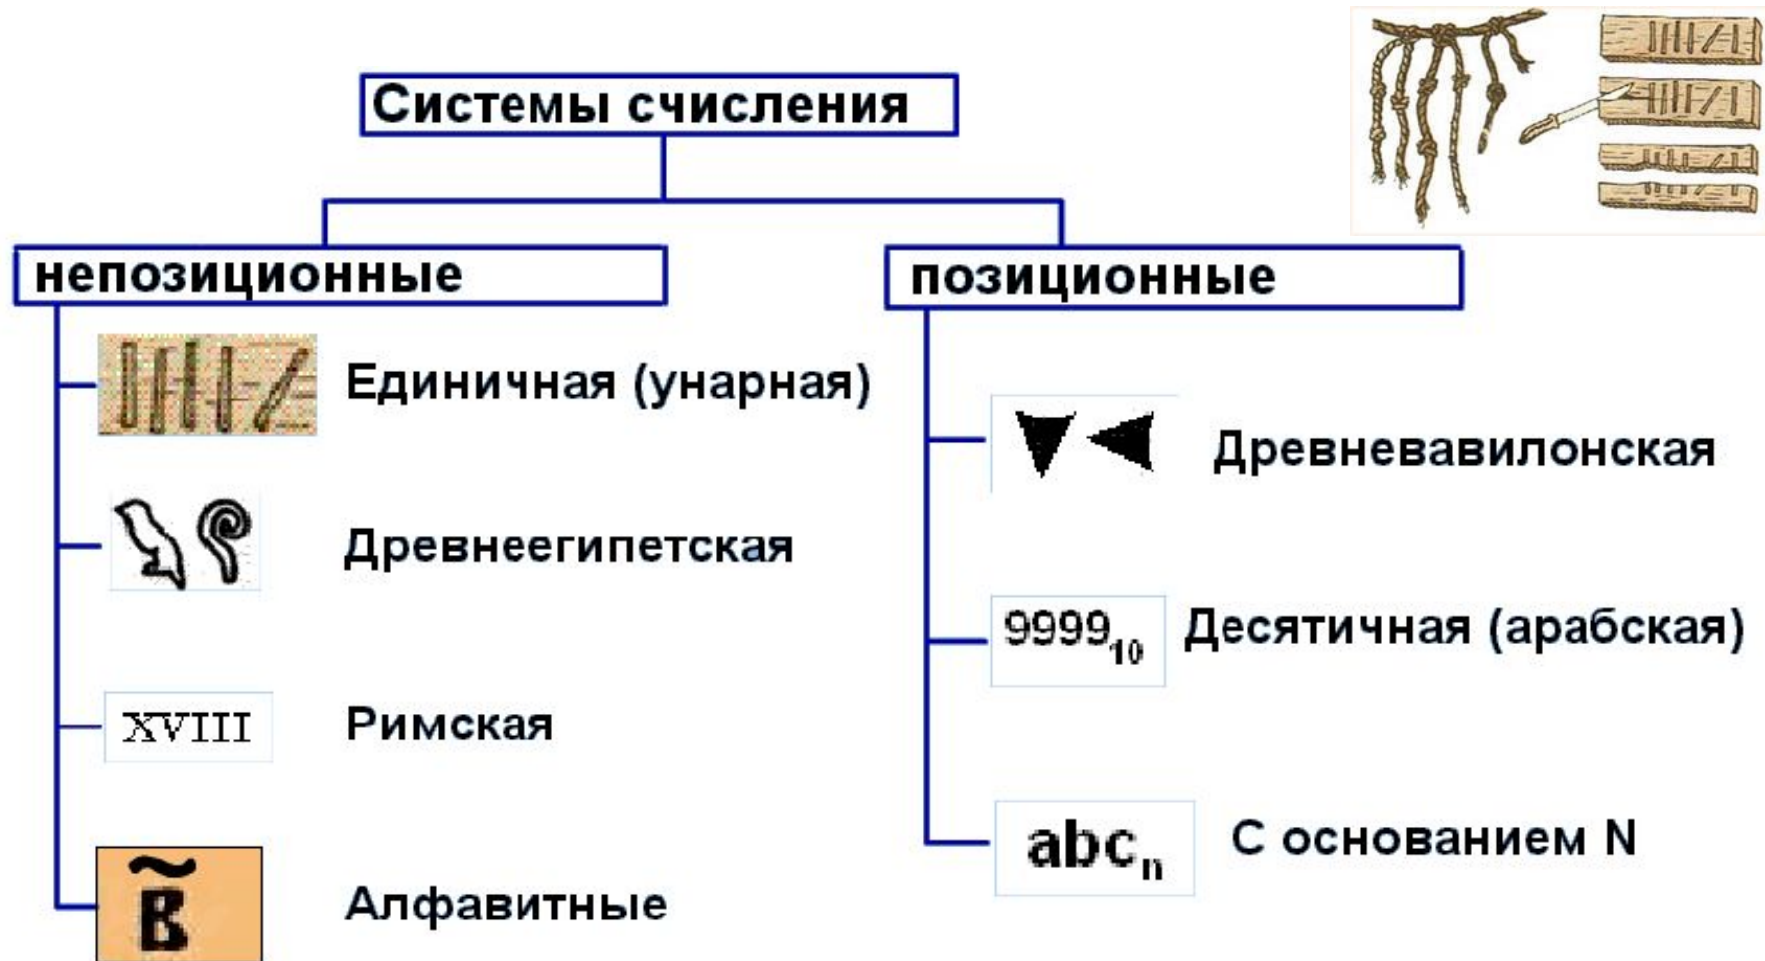 Системы счисления
непозиционные
Единичная (унарная)
Древнеегипетская
XVIII Римская
B Алфавитные
позиционные
Древневавилонская
9999₁₀ Десятичная (арабская)
abcₙ С основанием N